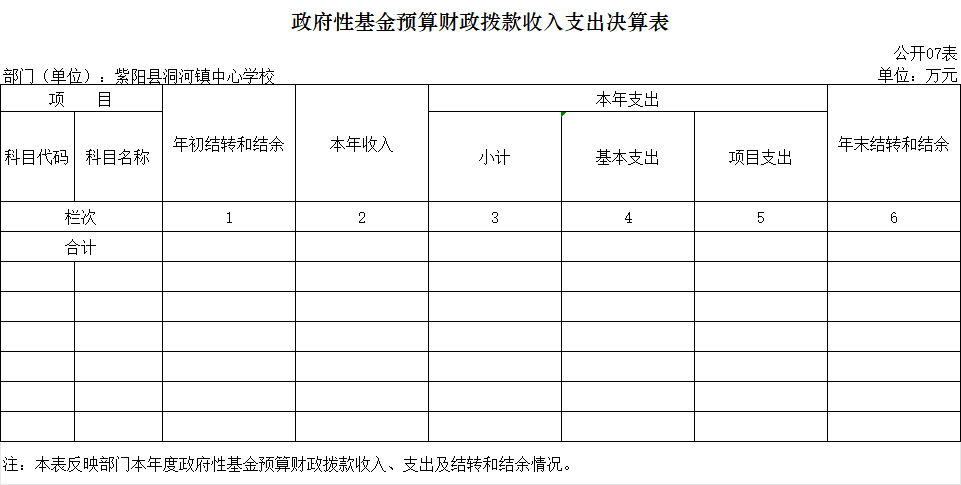 政府性基金预算财政拨款收入支出决算表
公开07表
部门（单位）：紫阳县洞河镇中心学校 单位：万元
项 目 年初结转和结余 本年收入 本年支出 年末结转和结余
科目代码 科目名称 小计 基本支出 项目支出
栏次 1 2 3 4 5 6
合计
注：本表反映部门本年度政府性基金预算财政拨款收入、支出及结转和结余情况。